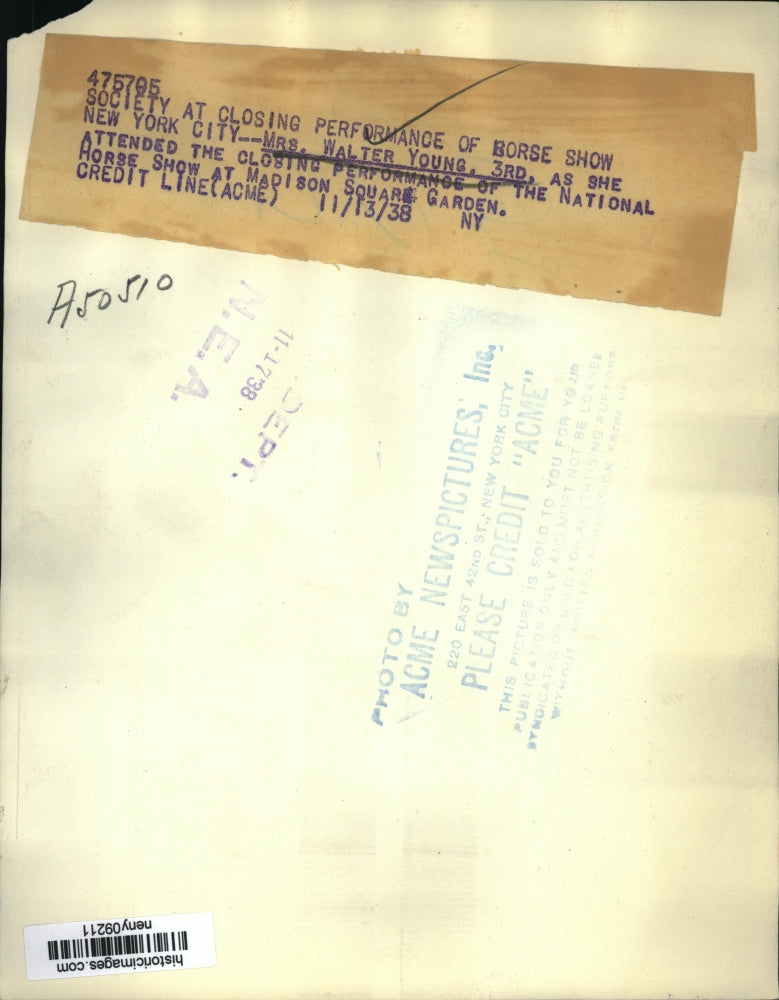 475795
SOCIETY AT CLOSING PERFORMANCE OF BORSE SHOW
NEW YORK CITY--MRS. WALTER YOUNG, 3RD, AS SHE
ATTENDED THE CLOSING PERFORMANCE OF THE NATIONAL
HORSE SHOW AT MADISON SQUARE GARDEN.
CREDIT LINE(ACME) 11/13/38 NY
A50510
N.E.A.
11-1738
DEPT.
PHOTO BY
ACME NEWSPICTURES, Inc.
220 EAST 42ND ST., NEW YORK CITY
PLEASE CREDIT "ACME"
THIS PICTURE IS SOLD TO YOU FOR YOUR
PUBLICATION ONLY AND MUST NOT BE LOANED
SYNDICATED OR USED FOR ADVERTISING PURPOSE
WITHOUT WRITTEN PERMISSION FROM US
historicimages.com
neny09211